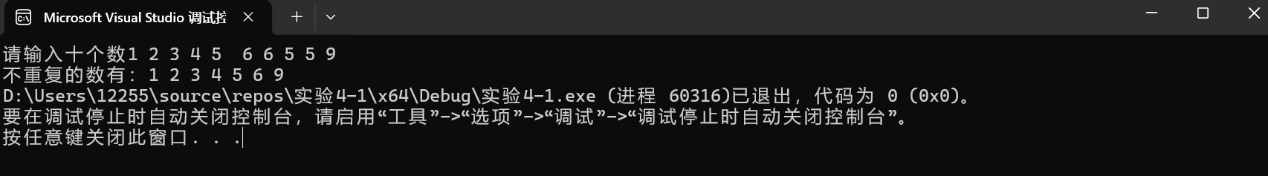 Microsoft Visual Studio 调试控
请输入十个数1 2 3 4 5  6 6 5 5 9
不重复的数有：1 2 3 4 5 6 9
D:\Users\12255\source\repos\实验4-1\x64\Debug\实验4-1.exe (进程 60316)已退出，代码为 0 (0x0)。
要在调试停止时自动关闭控制台，请启用“工具”->“选项”->“调试”->“调试停止时自动关闭控制台”。
按任意键关闭此窗口. . .